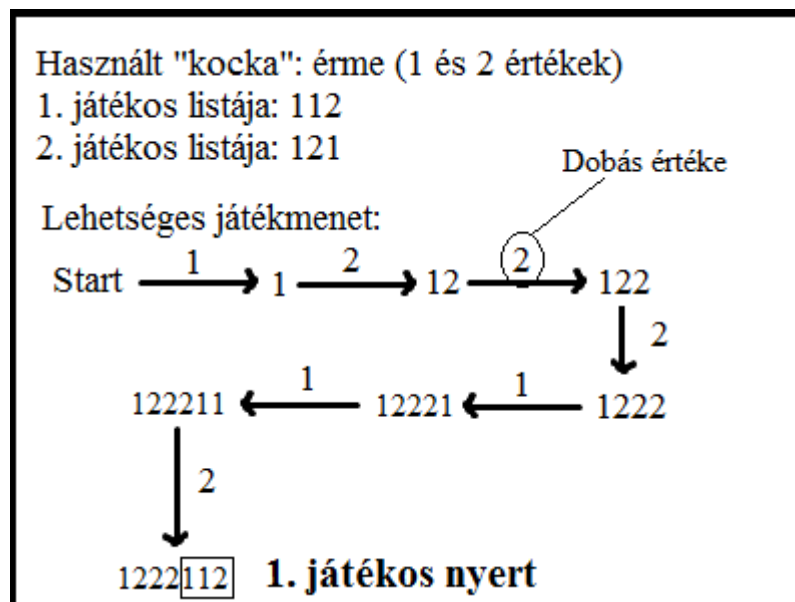 Használt "kocka": érme (1 és 2 értékek)
1. játékos listája: 112
2. játékos listája: 121
Dobás értéke
Lehetséges játékmenet:
1 2 2
Start 1 12 122
2
1 1
122211 12221 1222
2
1222112 1. játékos nyert